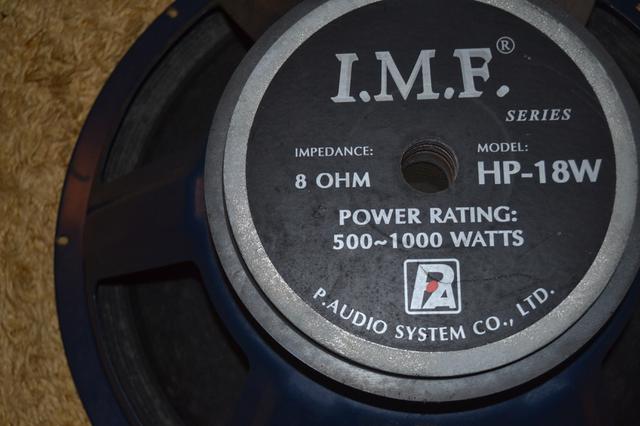 I.M.F.®
SERIES
IMPEDANCE:
8 OHM
MODEL:
HP-18W
POWER RATING:
500~1000 WATTS
PA
P.AUDIO SYSTEM CO., LTD.